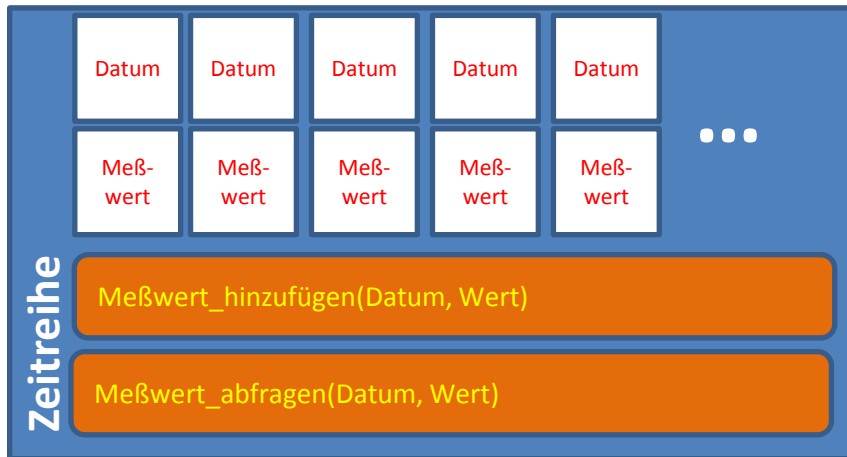 Datum Datum Datum Datum Datum
Meß- Meß- Meß- Meß- Meß-
wert wert wert wert wert
...
Zeitreihe
Meßwert_hinzufügen(Datum, Wert)
Meßwert_abfragen(Datum, Wert)